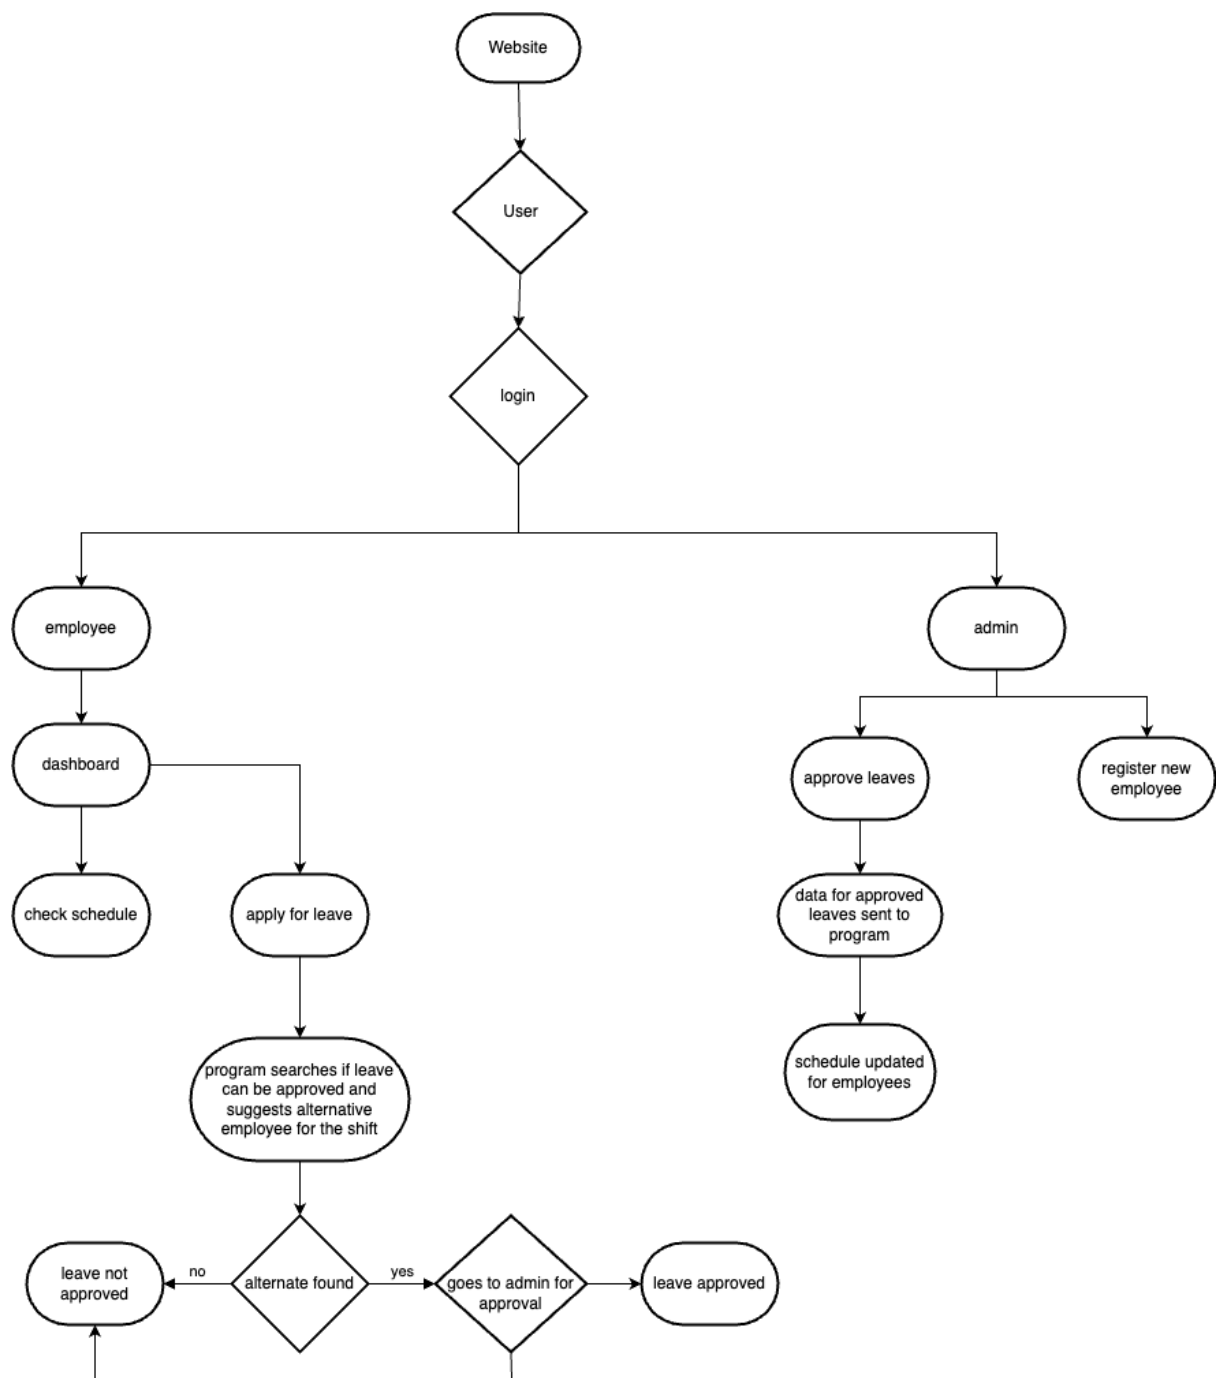 Website
User
login
employee
admin
dashboard
approve leaves
register new
employee
check schedule
apply for leave
data for approved
leaves sent to
program
program searches if leave
can be approved and
suggests alternative
employee for the shift
schedule updated
for employees
leave not
approved
no
alternate found
yes
goes to admin for
approval
leave approved